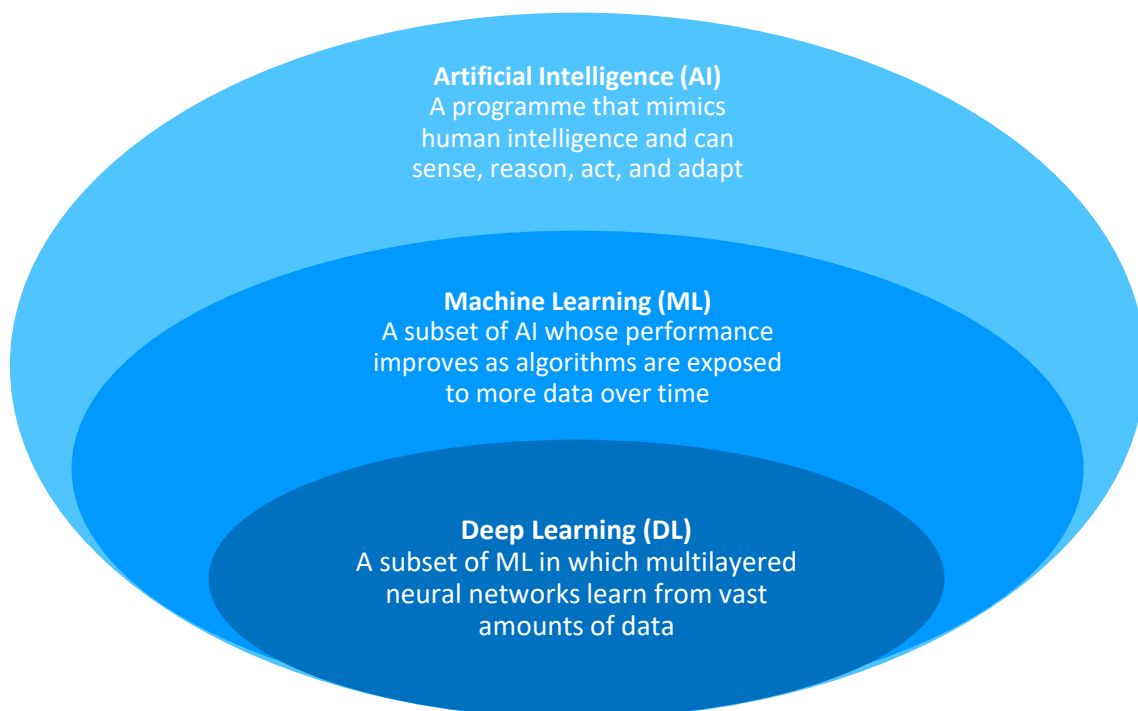 Artificial Intelligence (AI)
A programme that mimics
human intelligence and can
sense, reason, act, and adapt
Machine Learning (ML)
A subset of AI whose performance
improves as algorithms are exposed
to more data over time
Deep Learning (DL)
A subset of ML in which multilayered
neural networks learn from vast
amounts of data